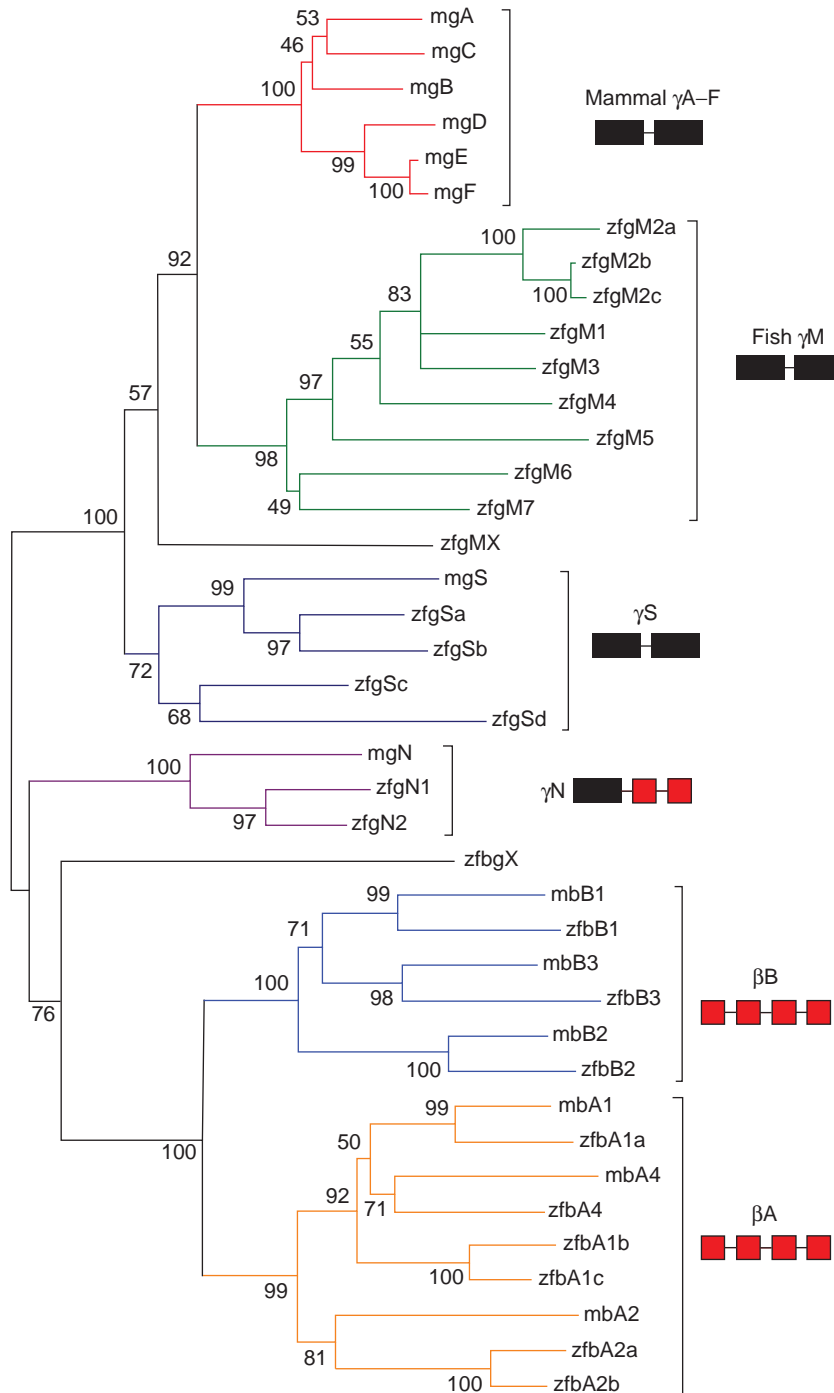 53
mgA
46
mgC
100
mgB
Mammal γA–F
mgD
99
mgE
100
mgF
100
zfgM2a
92
zfgM2b
83
100
zfgM2c
55
zfgM1
Fish γM
97
zfgM3
57
zfgM4
98
zfgM5
zfgM6
49
zfgM7
100
zfgMX
99
mgS
zfgSa
γS
97
zfgSb
72
zfgSc
68
zfgSd
mgN
100
zfgN1
γN
97
zfgN2
zfbgX
99
mbB1
71
zfbB1
100
mbB3
βB
98
zfbB3
76
mbB2
100
zfbB2
99
mbA1
100
50
zfbA1a
92
mbA4
71
zfbA4
βA
zfbA1b
99
100
zfbA1c
mbA2
81
zfbA2a
100
zfbA2b